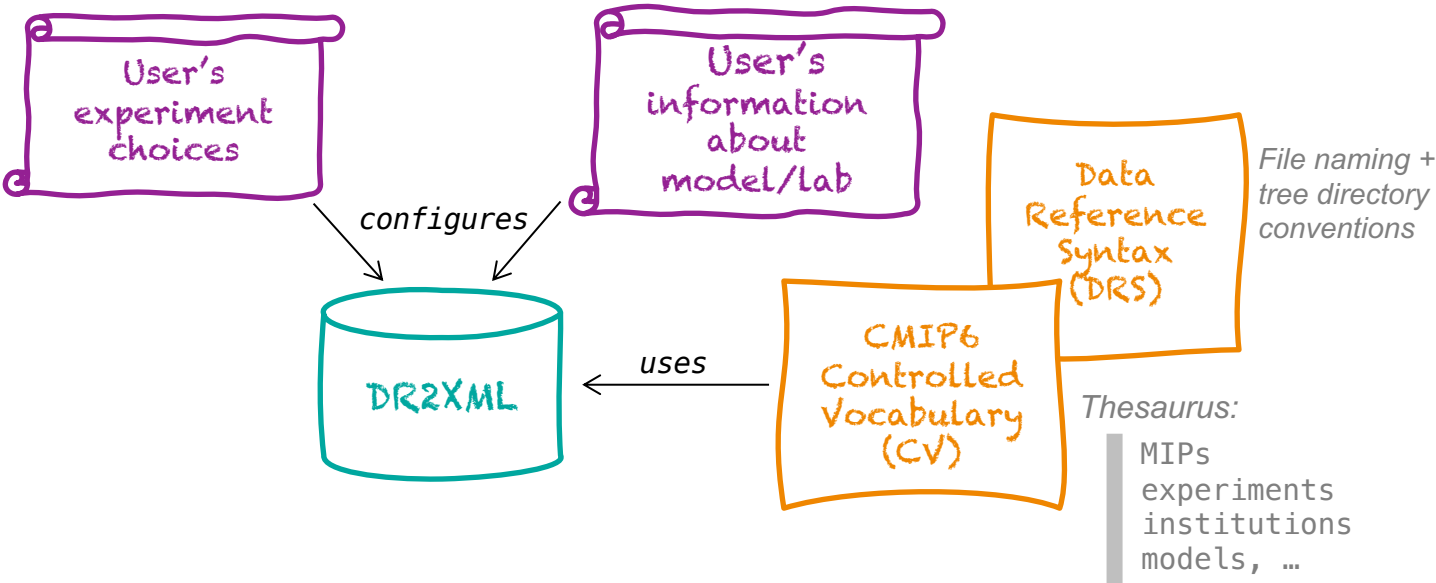 User's
experiment
choices
User's
information
about
model/lab
configures
Data
Reference
Syntax
(DRS)
File naming +
tree directory
conventions
DR2XML
uses
CMIP6
Controlled
Vocabulary
(CV)
Thesaurus:
MIPs
experiments
institutions
models, …